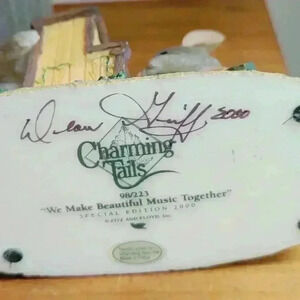 Dean Griff 2000
Charming
Tails
98/223
"We Make Beautiful Music Together"
SPECIAL EDITION 2000